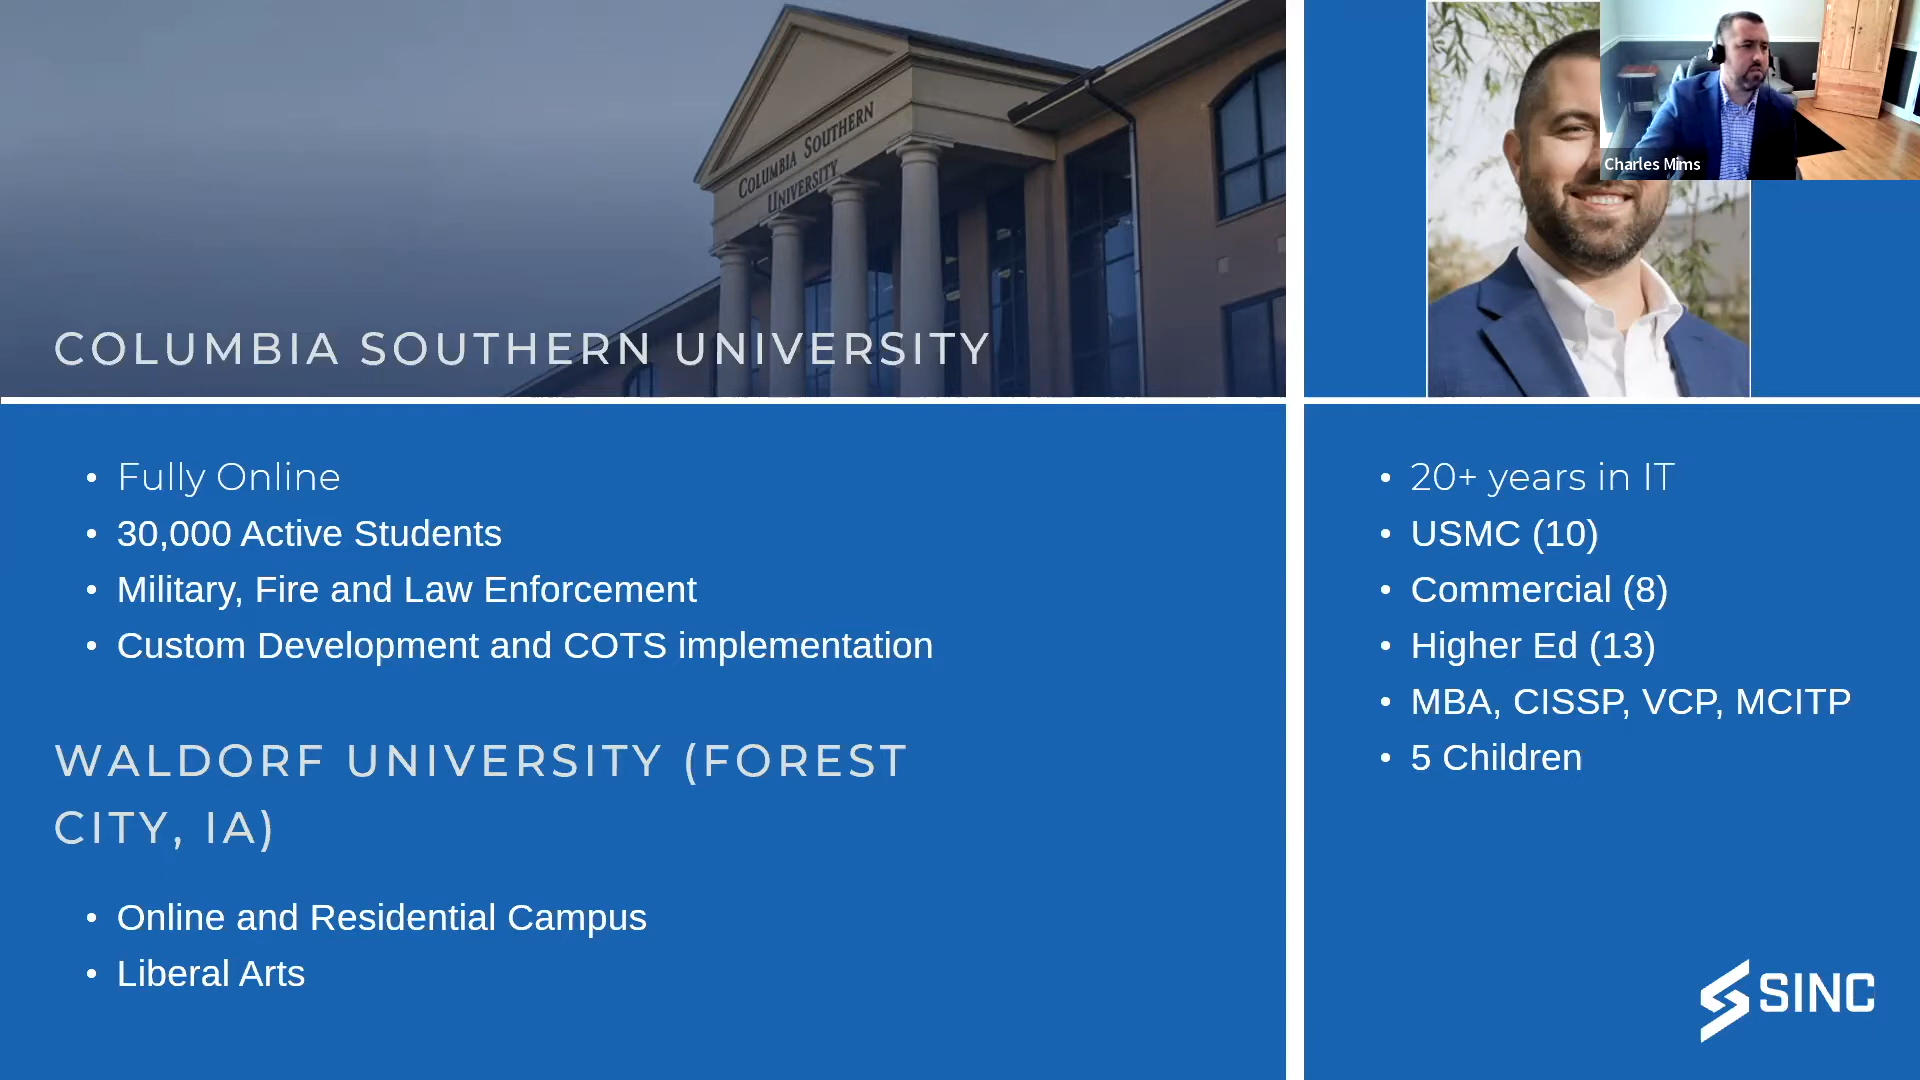 COLUMBIA SOUTHERN
UNIVERSITY
COLUMBIA SOUTHERN UNIVERSITY
Charles Mims
• Fully Online
• 30,000 Active Students
• Military, Fire and Law Enforcement
• Custom Development and COTS implementation
WALDORF UNIVERSITY (FOREST
CITY, IA)
• Online and Residential Campus
• Liberal Arts
• 20+ years in IT
• USMC (10)
• Commercial (8)
• Higher Ed (13)
• MBA, CISSP, VCP, MCITP
• 5 Children
SINC